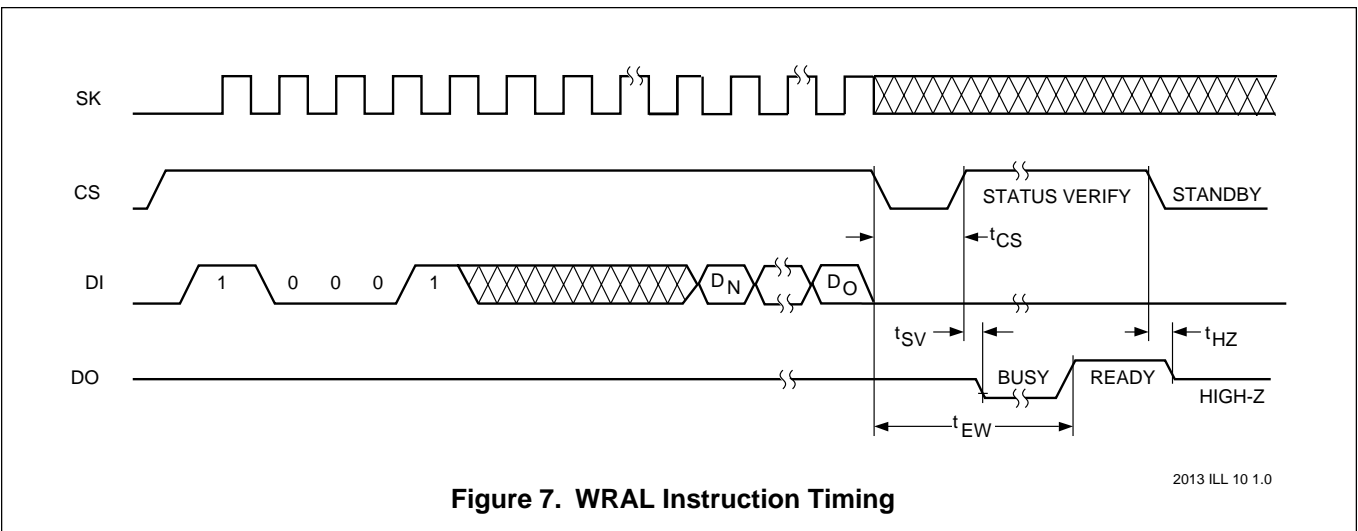 SK
CS
STATUS VERIFY
STANDBY
tCS
DI
1 0 0 0 1
DN
DO
tSV
tHZ
DO
BUSY
READY
HIGH-Z
tEW
2013 ILL 10 1.0
Figure 7. WRAL Instruction Timing